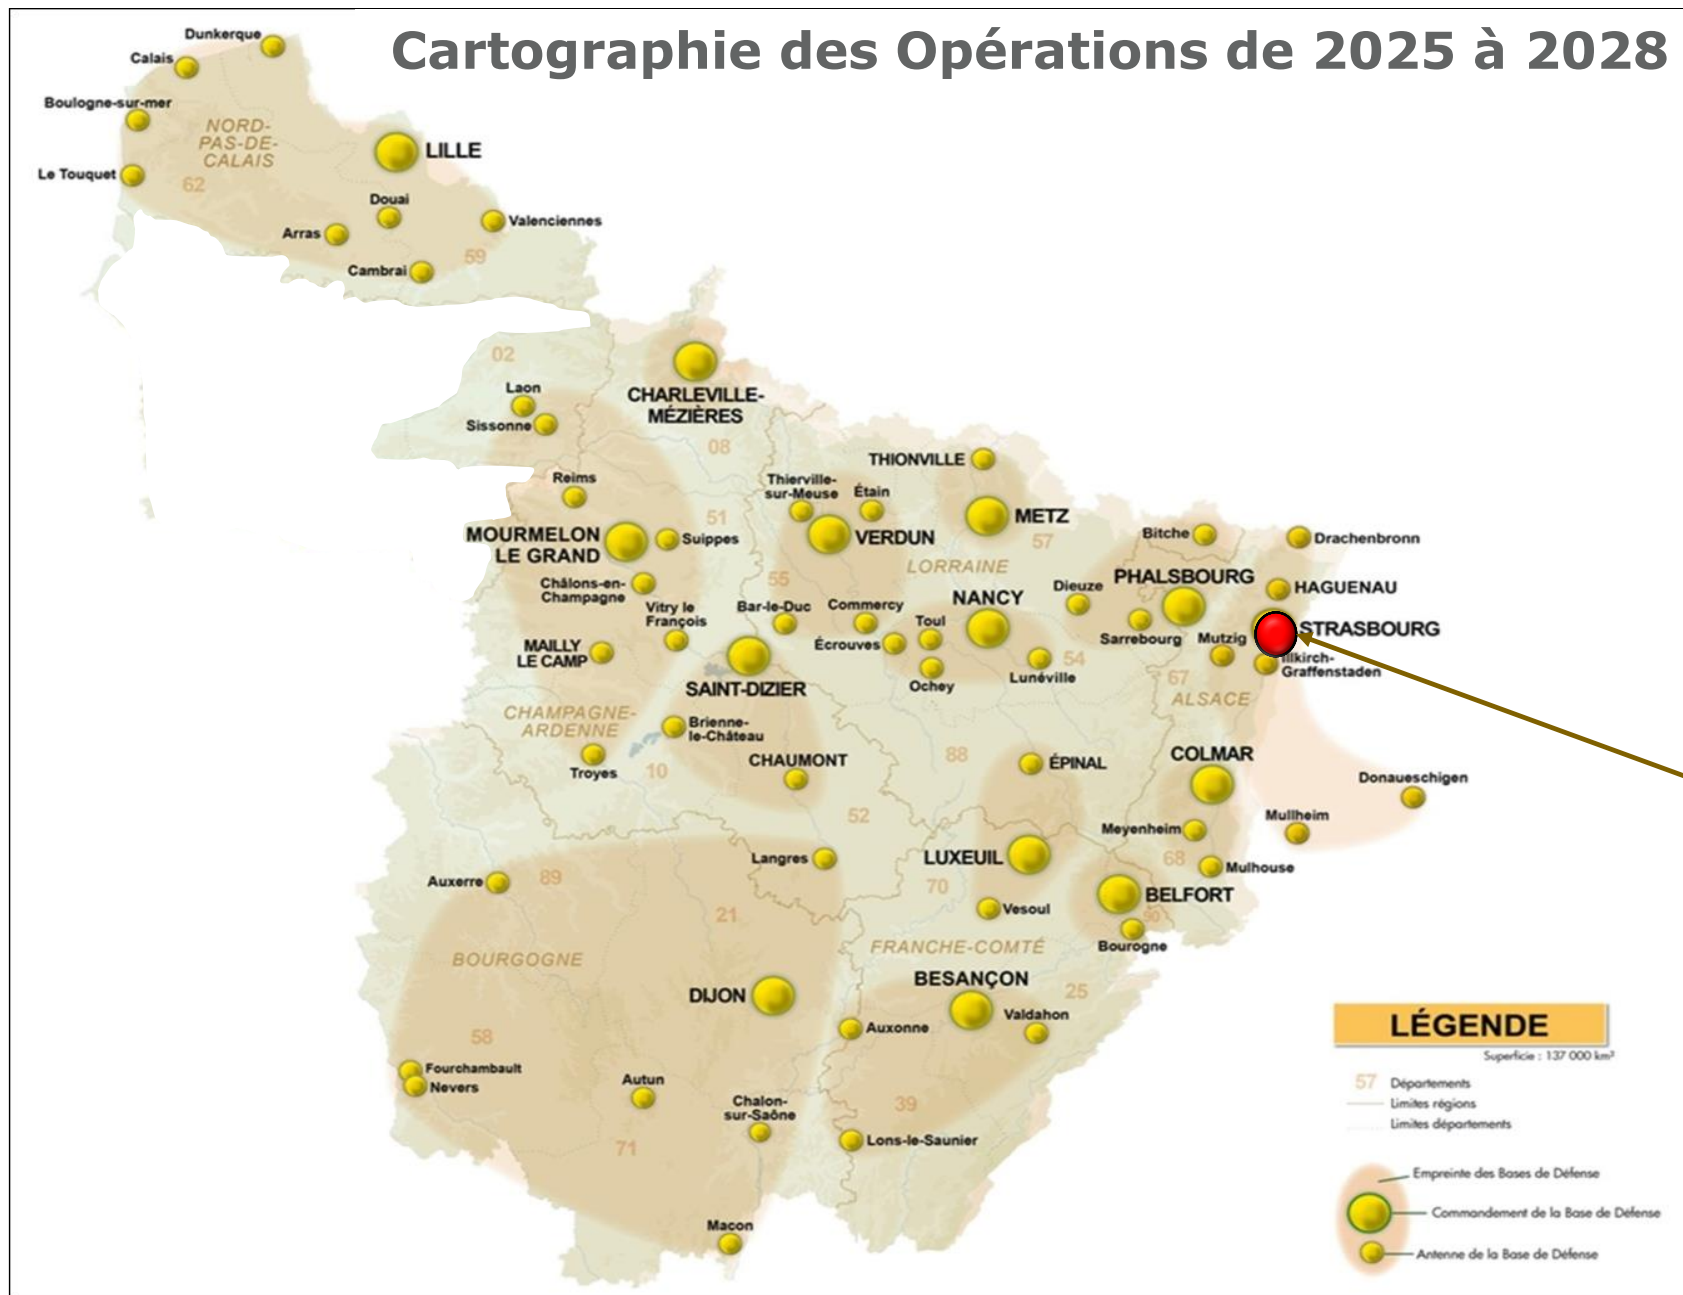 Cartographie des Opérations de 2025 à 2028
Dunkerque
Calais
Boulogne-sur-mer
NORD-
PAS-DE-
CALAIS
LILLE
Le Touquet
62
Douai
Arras
Valenciennes
59
Cambrai
02
Laon
Sissonne
CHARLEVILLE-
MÉZIÈRES
08
Reims
THIONVILLE
Thierville-
sur-Meuse
Étain
MOURMELON
LE GRAND
Suippes
51
VERDUN
METZ
57
Bitche
Drachenbronn
LORRAINE
55
Châlons-en-
Champagne
Vitry le
François
Bar-le-Duc
Commercy
NANCY
Dieuze
PHALSBOURG
HAGUENAU
MAILLY
LE CAMP
Écrouves
Toul
Sarrebourg
Mutzig
STRASBOURG
SAINT-DIZIER
Ochey
Lunéville
54
Illkirch-
Graffenstaden
67
ALSACE
CHAMPAGNE-
ARDENNE
Brienne-
le-Château
Troyes
10
CHAUMONT
88
ÉPINAL
COLMAR
Donaueschigen
52
Meyenheim
Mullheim
Langres
LUXEUIL
68
Mulhouse
Auxerre
89
70
BELFORT
21
Vesoul
90
Bourogne
BOURGOGNE
FRANCHE-COMTÉ
DIJON
BESANÇON
25
Auxonne
Valdahon
58
Fourchambault
Nevers
Autun
Chalon-
sur-Saône
39
71
Lons-le-Saunier
Macon
LÉGENDE
Superficie : 137 000 km²
57 Départements
Limites régions
Limites départements
Empreinte des Bases de Défense
Commandement de la Base de Défense
Antenne de la Base de Défense